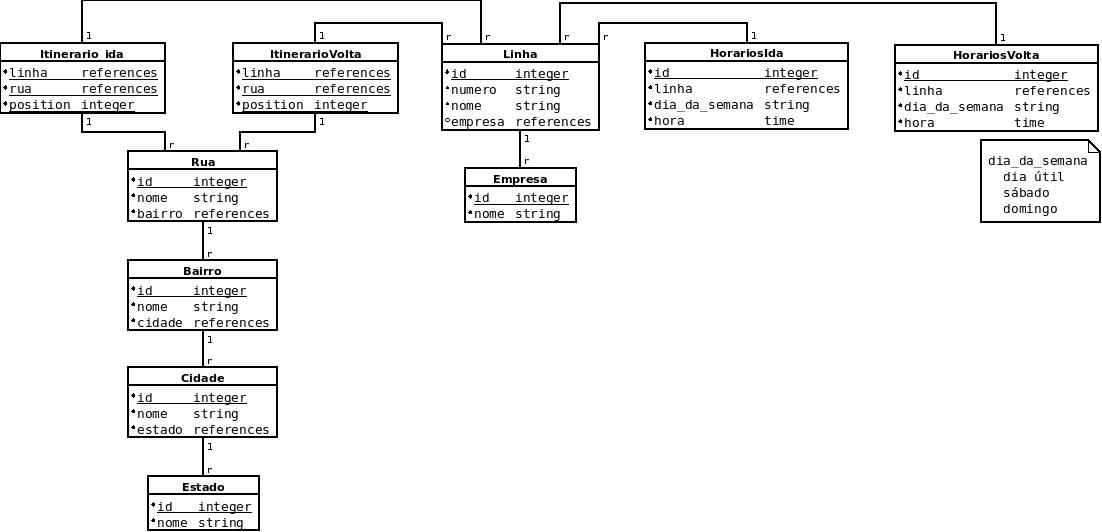 1
1
r
r
r
r
1
1
Itinerario ida
linha references
rua references
position integer
ItinerarioVolta
linha references
rua references
position integer
Linha
id integer
numero string
nome string
empresa references
HorariosIda
id integer
linha references
dia_da_semana string
hora time
HorariosVolta
id integer
linha references
dia_da_semana string
hora time
1
1
1
r
r
r
Rua
id integer
nome string
bairro references
Empresa
id integer
nome string
dia_da_semana
dia útil
sábado
domingo
1
r
Bairro
id integer
nome string
cidade references
1
r
Cidade
id integer
nome string
estado references
1
r
Estado
id integer
nome string